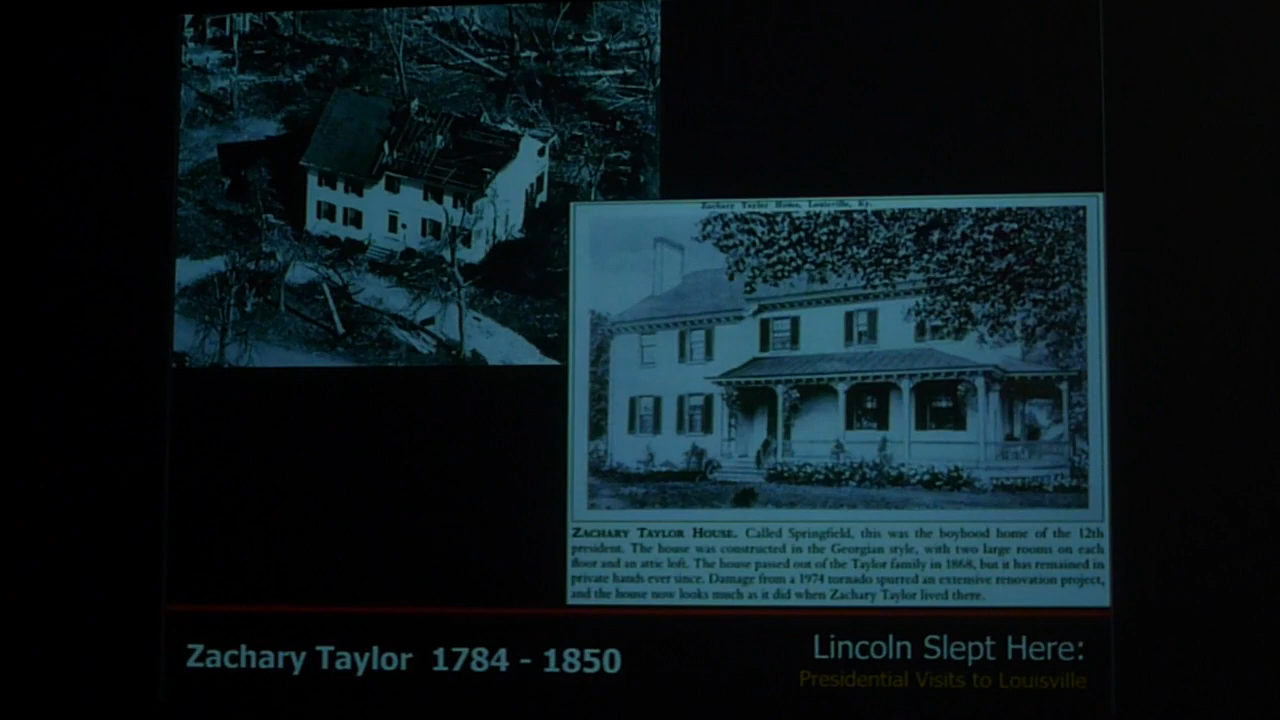 Zachary Taylor Home, Louisville, Ky.
ZACHARY TAYLOR HOUSE. Called Springfield, this was the boyhood home of the 12th
president. The house was constructed in the Georgian style, with two large rooms on each
floor and an attic loft. The house passed out of the Taylor family in 1868, but it has remained in
private hands ever since. Damage from a 1974 tornado spurred an extensive renovation project,
and the house now looks much as it did when Zachary Taylor lived there.
Zachary Taylor 1784 - 1850
Lincoln Slept Here:
Presidential Visits to Louisville